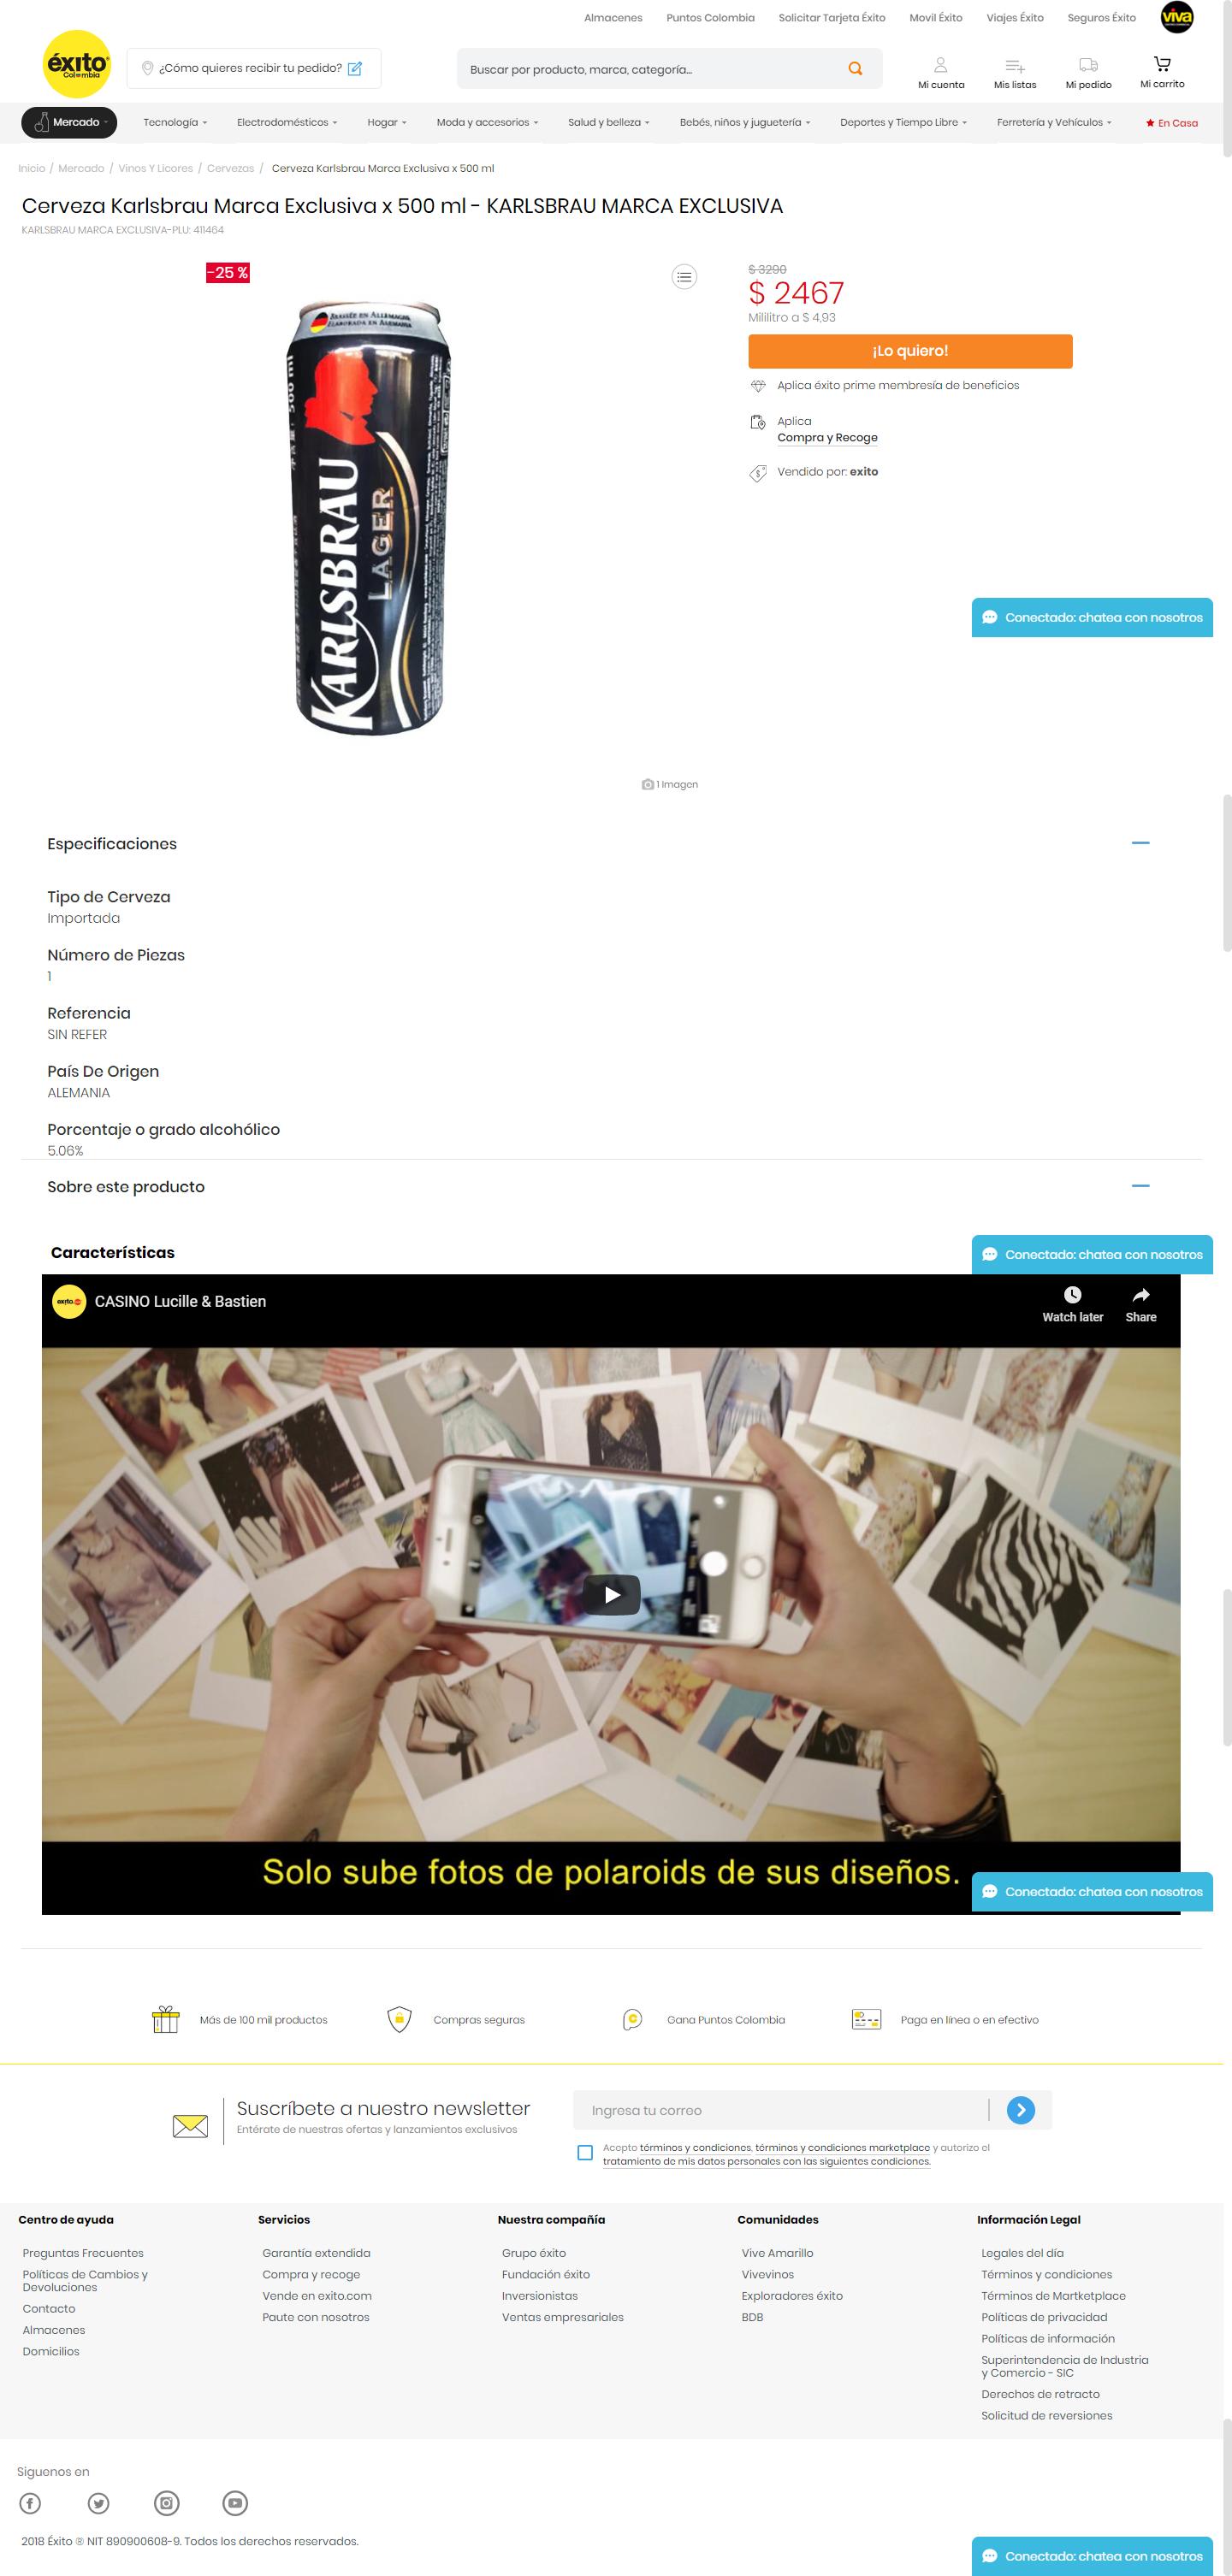 Almacenes Puntos Colombia Solicitar Tarjeta Éxito Movil Éxito Viajes Éxito Seguros Éxito viva
éxito
Colombia
¿Cómo quieres recibir tu pedido?
Buscar por producto, marca, categoría...
Mi cuenta Mis listas Mi pedido Mi carrito
Mercado Tecnología Electrodomésticos Hogar Moda y accesorios Salud y belleza Bebés, niños y juguetería Deportes y Tiempo Libre Ferretería y Vehículos En Casa
Inicio / Mercado / Vinos Y Licores / Cervezas / Cerveza Karlsbrau Marca Exclusiva x 500 ml
Cerveza Karlsbrau Marca Exclusiva x 500 ml - KARLSBRAU MARCA EXCLUSIVA
KARLSBRAU MARCA EXCLUSIVA-PLU: 411464
-25 %
BRASSÉE EN ALLEMAGNE
ELABORADA EN ALEMANIA
500 ml
KARLSBRAU
LAGER
$ 3290
$ 2467
Mililitro a $ 4,93
¡Lo quiero!
Aplica éxito prime membresía de beneficios
Aplica
Compra y Recoge
Vendido por: exito
Conectado: chatea con nosotros
1 Imagen
Especificaciones
Tipo de Cerveza
Importada
Número de Piezas
1
Referencia
SIN REFER
País De Origen
ALEMANIA
Porcentaje o grado alcohólico
5.06%
Sobre este producto
Características
Conectado: chatea con nosotros
exito.com
CASINO Lucille & Bastien
Watch later Share
Solo sube fotos de polaroids de sus diseños.
Conectado: chatea con nosotros
Más de 100 mil productos Compras seguras Gana Puntos Colombia Paga en línea o en efectivo
Suscríbete a nuestro newsletter
Entérate de nuestras ofertas y lanzamientos exclusivos
Ingresa tu correo
Acepto términos y condiciones, términos y condiciones marketplace y autorizo el
tratamiento de mis datos personales con las siguientes condiciones.
Centro de ayuda
Preguntas Frecuentes
Políticas de Cambios y
Devoluciones
Contacto
Almacenes
Domicilios
Servicios
Garantía extendida
Compra y recoge
Vende en exito.com
Paute con nosotros
Nuestra compañía
Grupo éxito
Fundación éxito
Inversionistas
Ventas empresariales
Comunidades
Vive Amarillo
Vivevinos
Exploradores éxito
BDB
Información Legal
Legales del día
Términos y condiciones
Términos de Martketplace
Políticas de privacidad
Políticas de información
Superintendencia de Industria
y Comercio - SIC
Derechos de retracto
Solicitud de reversiones
Siguenos en
2018 Éxito ® NIT 890900608-9. Todos los derechos reservados.
Conectado: chatea con nosotros